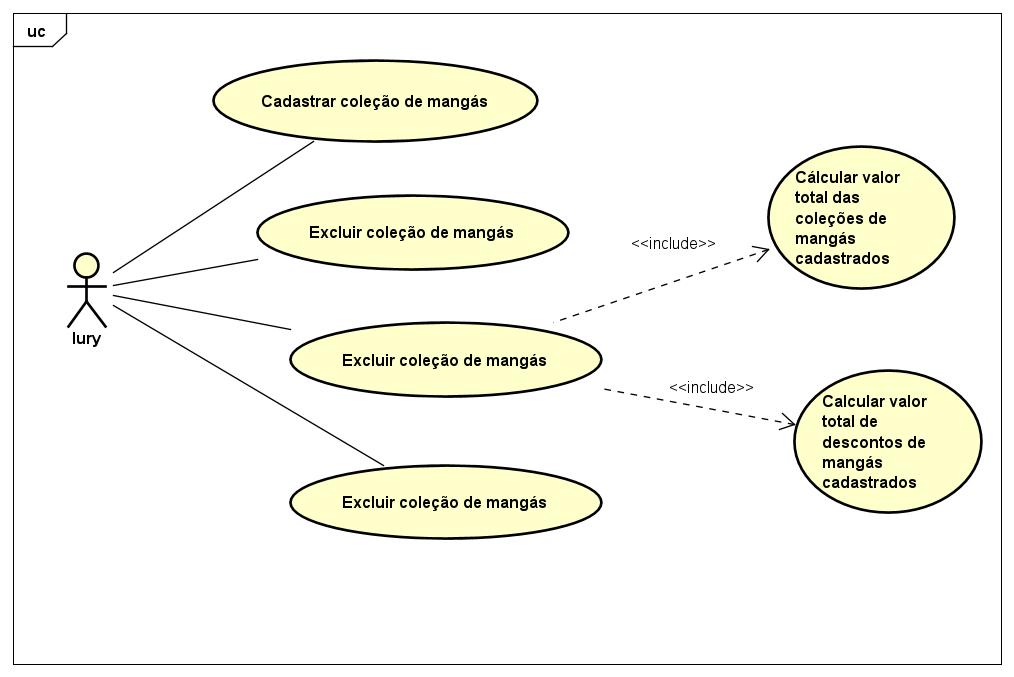 uc
Cadastrar coleção de mangás
Cálcular valor
total das
coleções de
mangás
cadastrados
Excluir coleção de mangás
<<include>>
Iury
Excluir coleção de mangás
<<include>>
Calcular valor
total de
descontos de
mangás
cadastrados
Excluir coleção de mangás